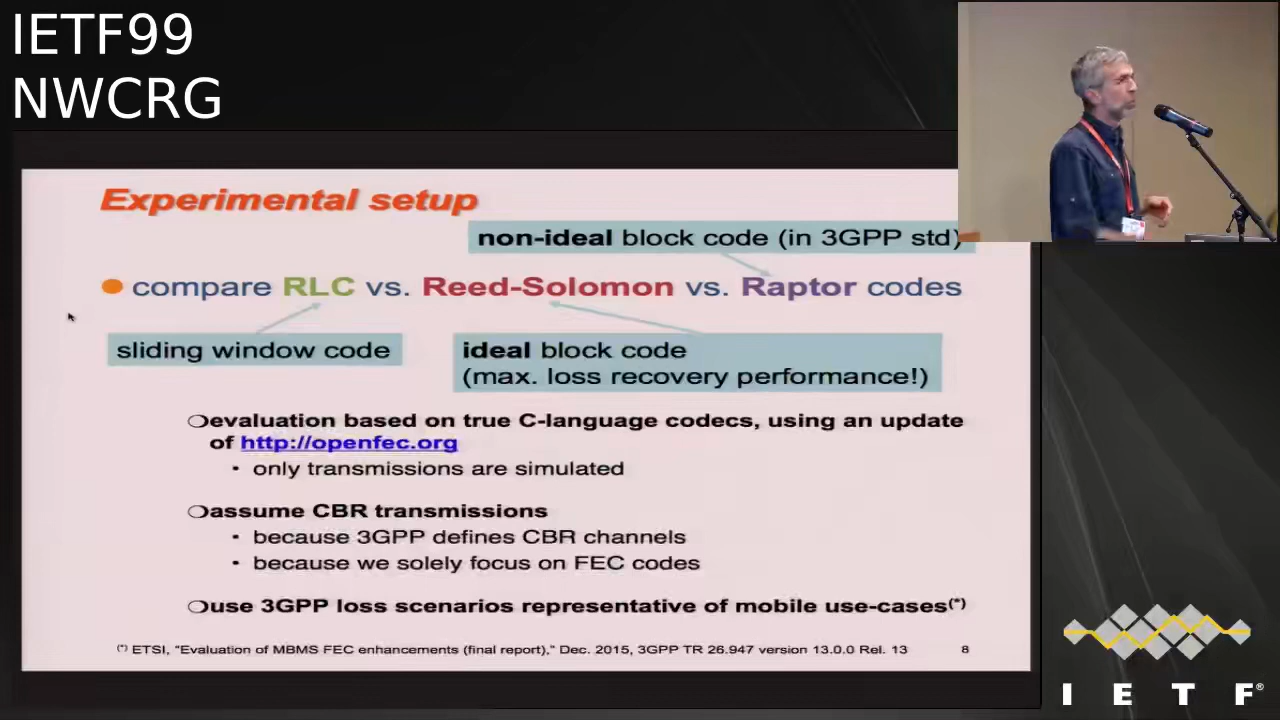 IETF99
NWCRG
Experimental setup
non-ideal block code (in 3GPP std)
compare RLC vs. Reed-Solomon vs. Raptor codes
sliding window code
ideal block code
(max. loss recovery performance!)
evaluation based on true C-language codecs, using an update
of http://openfec.org
• only transmissions are simulated
assume CBR transmissions
• because 3GPP defines CBR channels
• because we solely focus on FEC codes
use 3GPP loss scenarios representative of mobile use-cases(*)
(*) ETSI, "Evaluation of MBMS FEC enhancements (final report)," Dec. 2015, 3GPP TR 26.947 version 13.0.0 Rel. 13
8
I E T F®